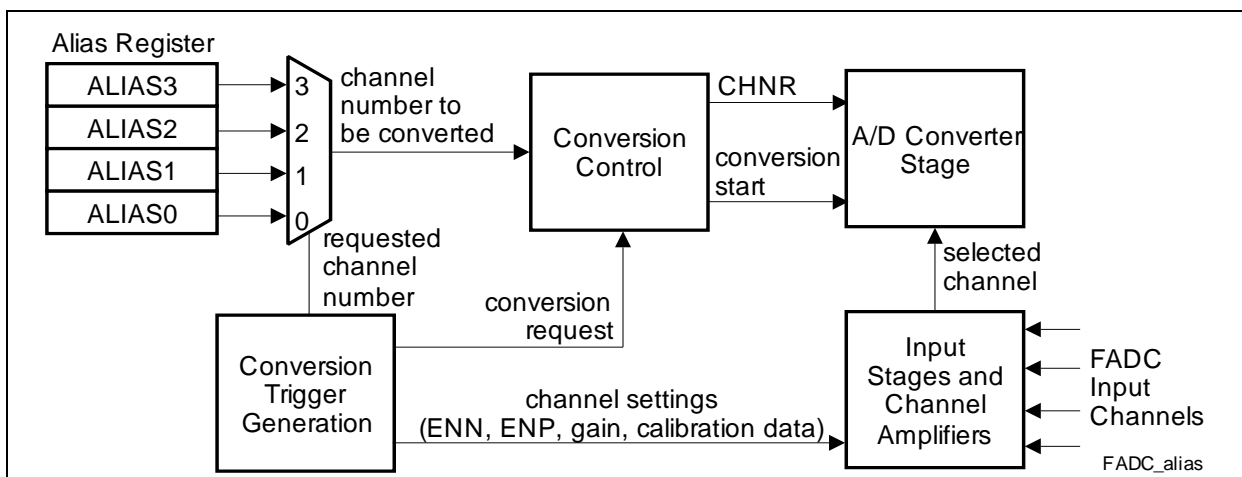 Alias Register
ALIAS3
ALIAS2
ALIAS1
ALIAS0
3
2
1
0
channel
number to
be converted
requested
channel
number
Conversion
Control
CHNR
conversion
start
A/D Converter
Stage
conversion
request
selected
channel
Conversion
Trigger
Generation
channel settings
(ENN, ENP, gain, calibration data)
Input
Stages and
Channel
Amplifiers
FADC
Input
Channels
FADC_alias